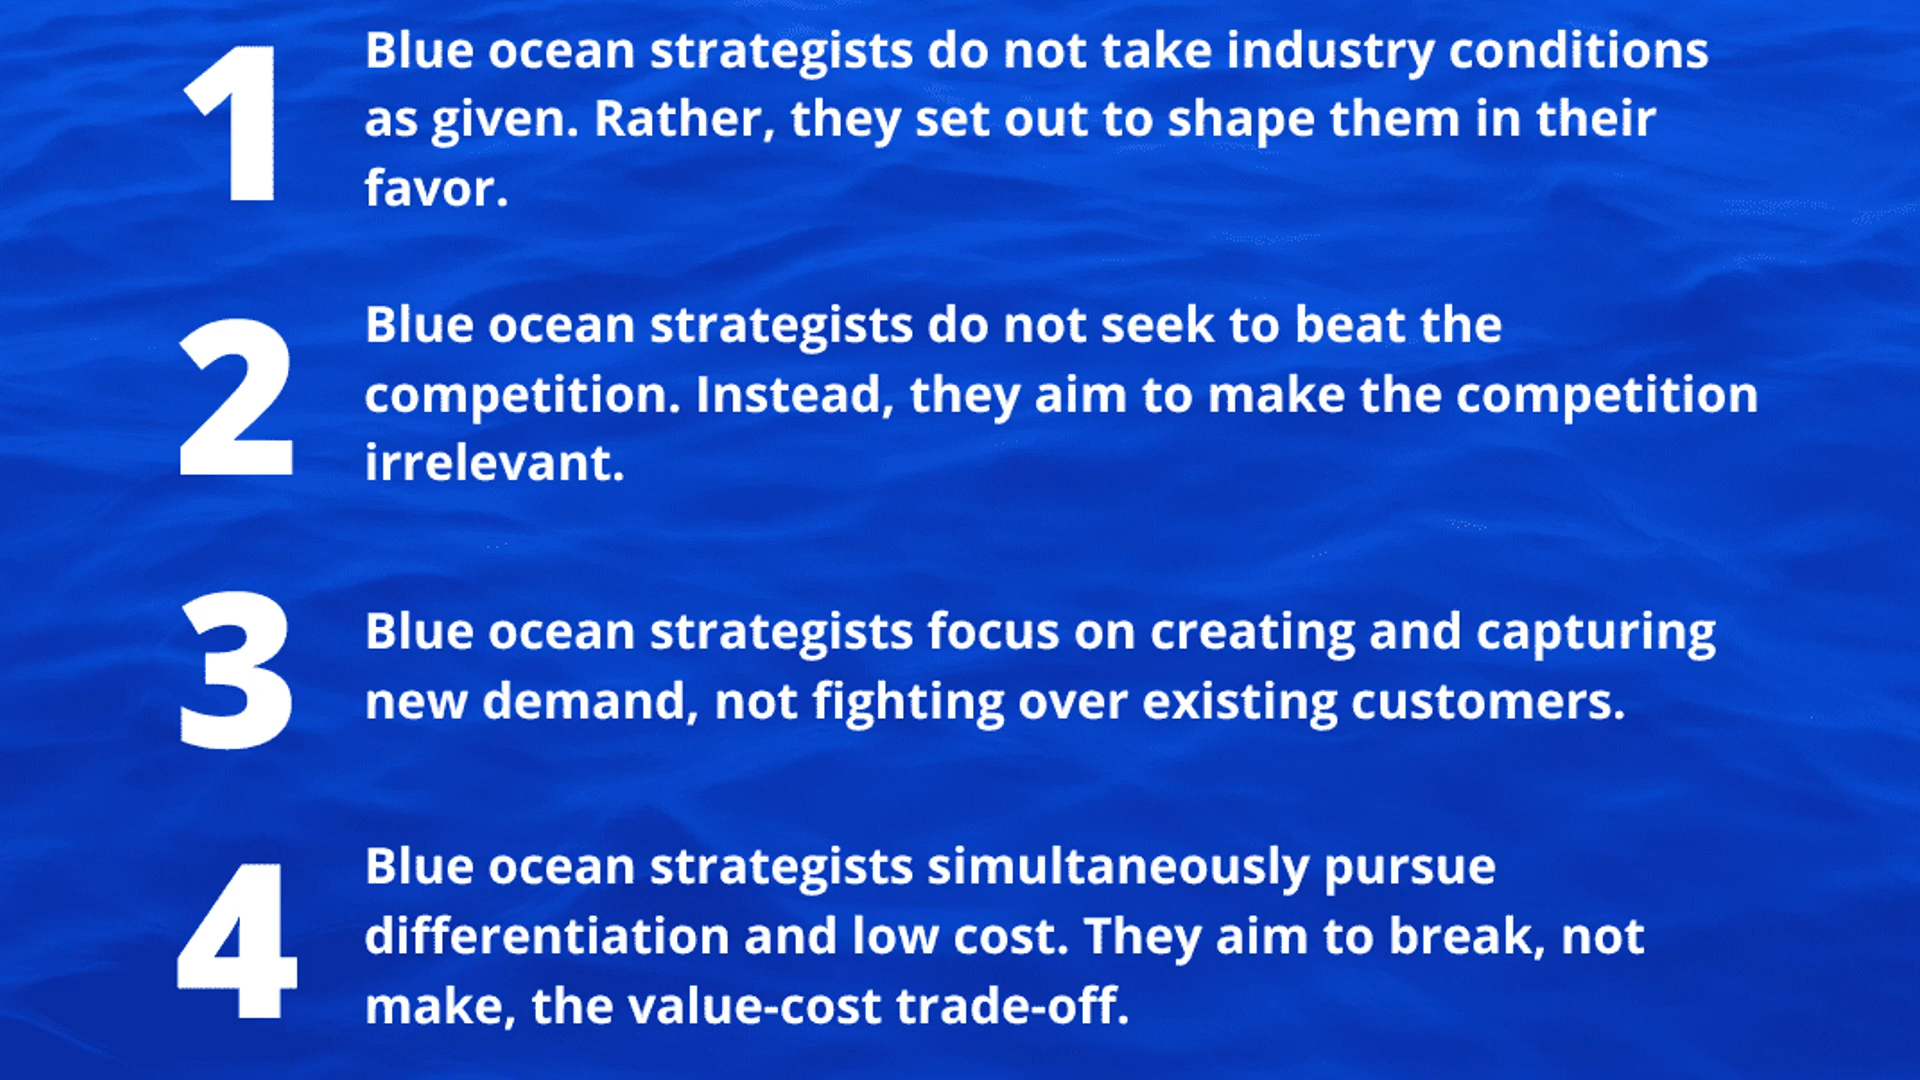 1
Blue ocean strategists do not take industry conditions
as given. Rather, they set out to shape them in their
favor.
2
Blue ocean strategists do not seek to beat the
competition. Instead, they aim to make the competition
irrelevant.
3
Blue ocean strategists focus on creating and capturing
new demand, not fighting over existing customers.
4
Blue ocean strategists simultaneously pursue
differentiation and low cost. They aim to break, not
make, the value-cost trade-off.